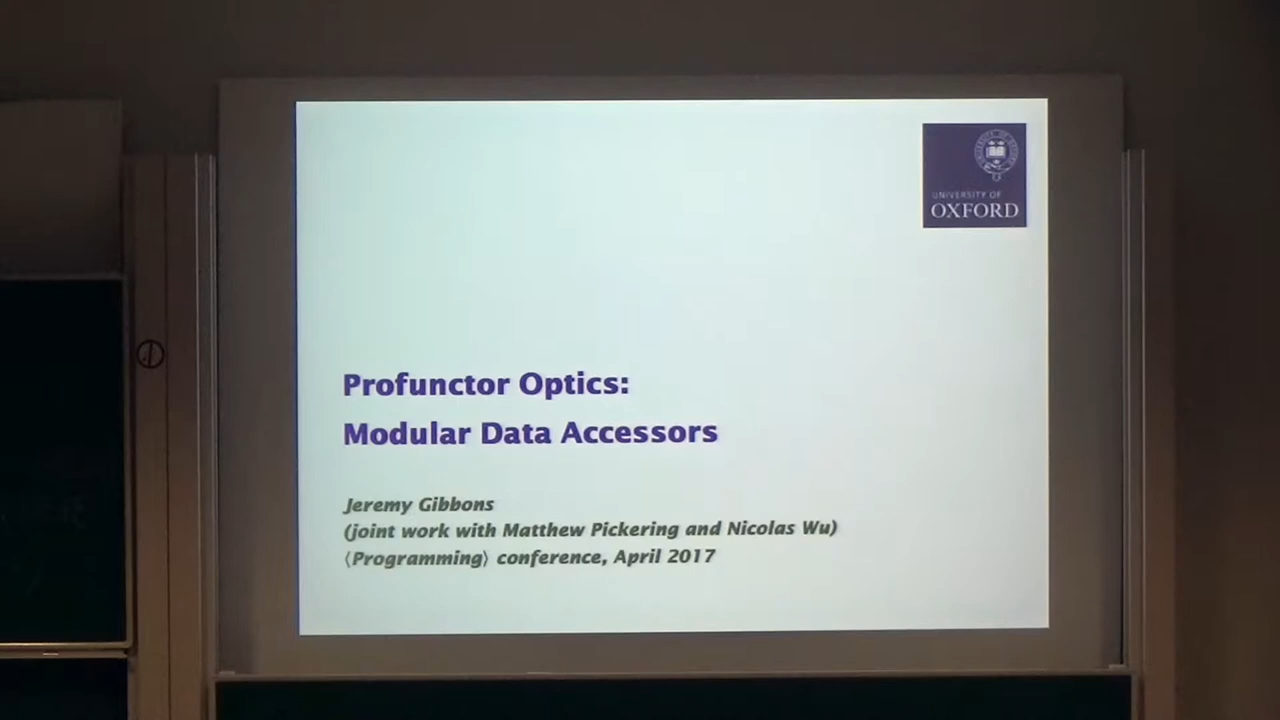 UNIVERSITY OF
OXFORD
Profunctor Optics:
Modular Data Accessors
Jeremy Gibbons
(joint work with Matthew Pickering and Nicolas Wu)
⟨Programming⟩ conference, April 2017